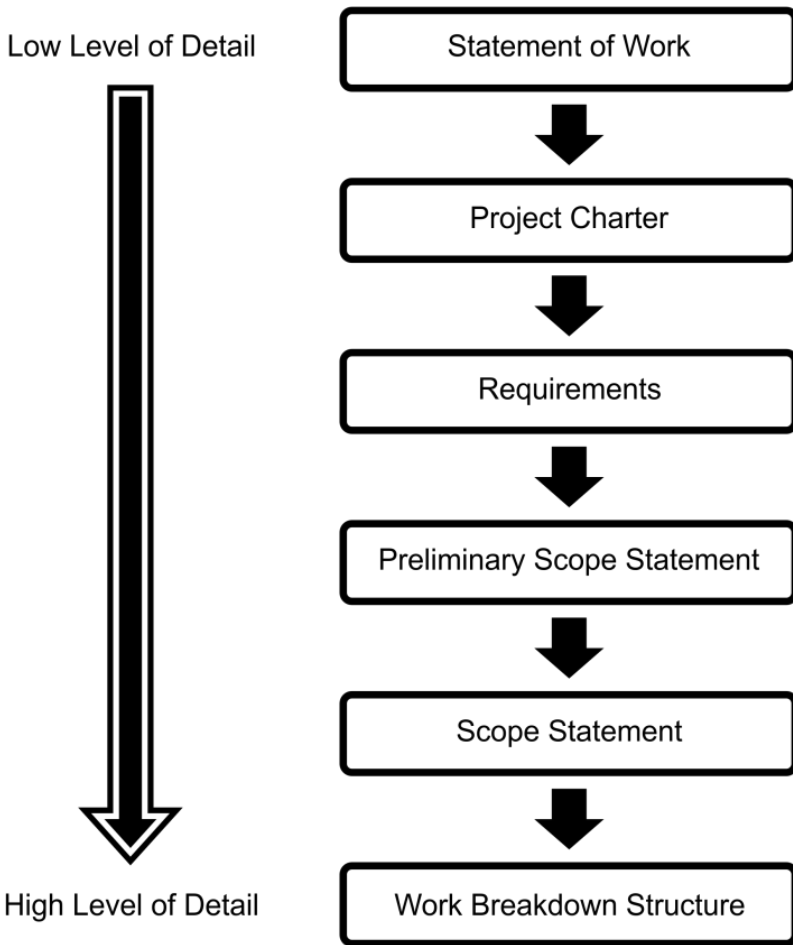 Low Level of Detail
Statement of Work
Project Charter
Requirements
Preliminary Scope Statement
Scope Statement
High Level of Detail
Work Breakdown Structure